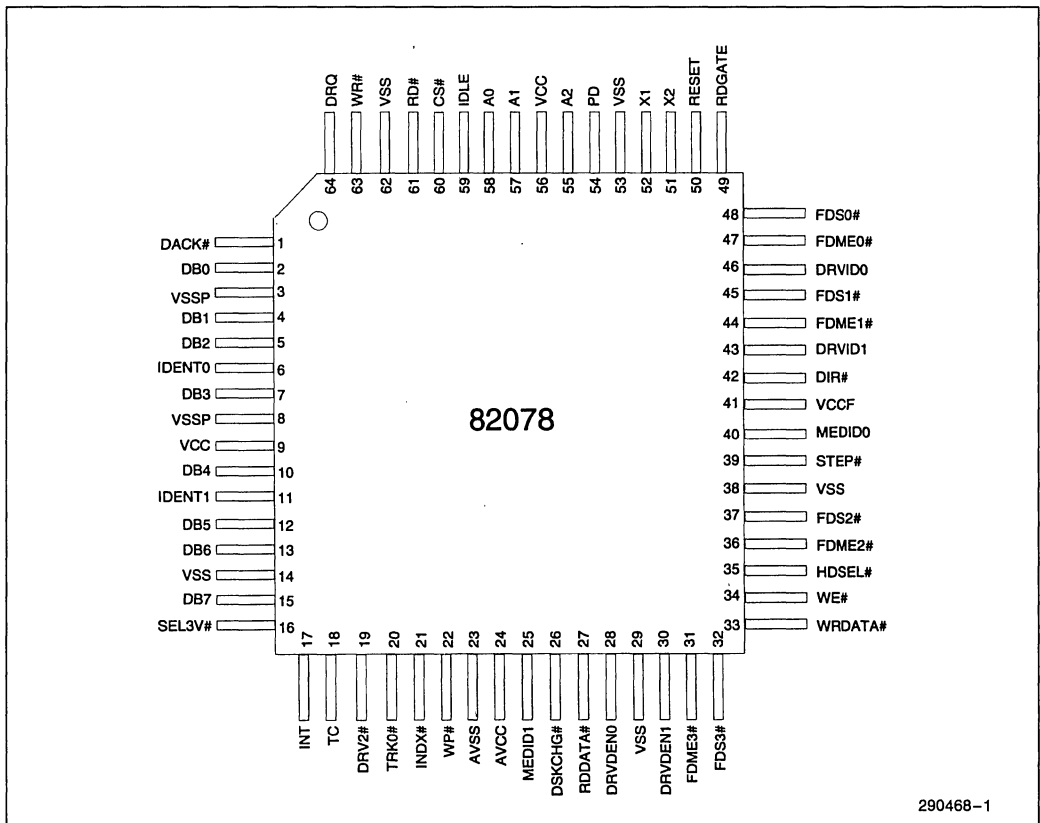 DRQ WR# VSS RD# CS# IDLE A0 A1 VCC A2 PD VSS X1 X2 RESET RDGATE
64 63 62 61 60 59 58 57 56 55 54 53 52 51 50 49
DACK# 1
DB0 2
VSSP 3
DB1 4
DB2 5
IDENT0 6
DB3 7
VSSP 8
VCC 9
DB4 10
IDENT1 11
DB5 12
DB6 13
VSS 14
DB7 15
SEL3V# 16
82078
48 FDS0#
47 FDME0#
46 DRVID0
45 FDS1#
44 FDME1#
43 DRVID1
42 DIR#
41 VCCF
40 MEDID0
39 STEP#
38 VSS
37 FDS2#
36 FDME2#
35 HDSEL#
34 WE#
33 WRDATA#
17 18 19 20 21 22 23 24 25 26 27 28 29 30 31 32
INT TC DRV2# TRK0# INDX# WP# AVSS AVCC MEDID1 DSKCHG# RDDATA# DRVDEN0 VSS DRVDEN1 FDME3# FDS3#
290468–1